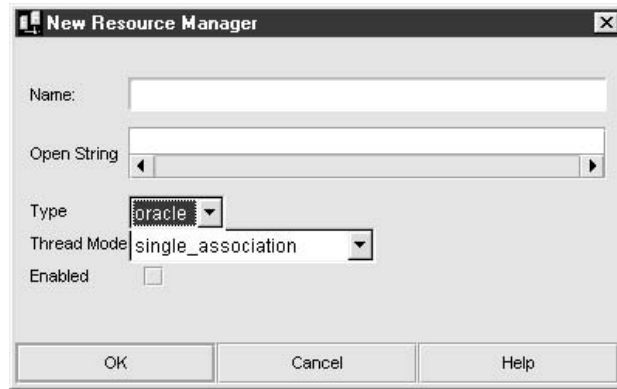 New Resource Manager
Name:
Open String
Type oracle
Thread Mode single_association
Enabled
OK Cancel Help